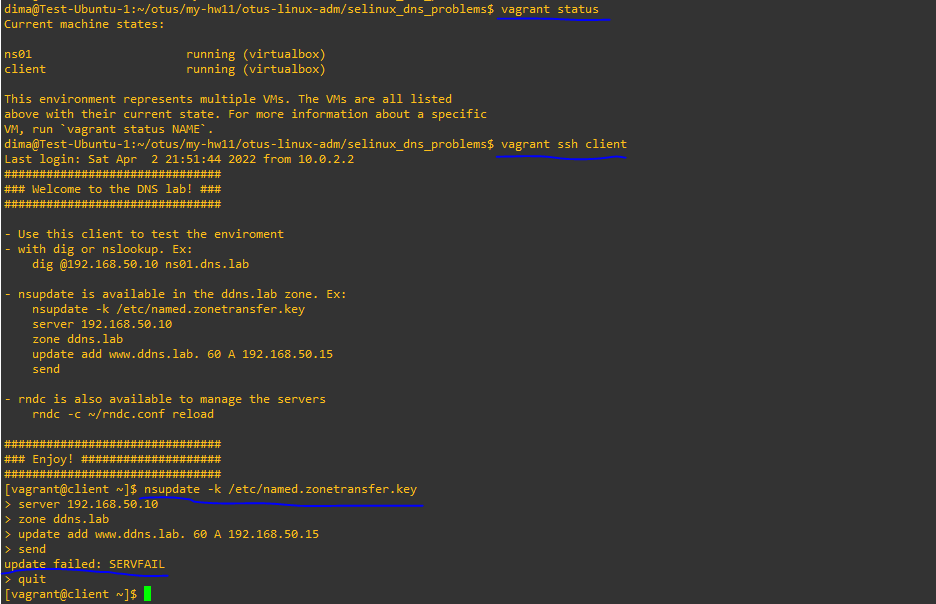 dima@Test-Ubuntu-1:~/otus/my-hw11/otus-linux-adm/selinux_dns_problems$ vagrant status
Current machine states:

ns01                      running (virtualbox)
client                    running (virtualbox)

This environment represents multiple VMs. The VMs are all listed
above with their current state. For more information about a specific
VM, run `vagrant status NAME`.
dima@Test-Ubuntu-1:~/otus/my-hw11/otus-linux-adm/selinux_dns_problems$ vagrant ssh client
Last login: Sat Apr  2 21:51:44 2022 from 10.0.2.2
###############################
### Welcome to the DNS lab! ###
###############################

- Use this client to test the enviroment
- with dig or nslookup. Ex:
    dig @192.168.50.10 ns01.dns.lab

- nsupdate is available in the ddns.lab zone. Ex:
    nsupdate -k /etc/named.zonetransfer.key
    server 192.168.50.10
    zone ddns.lab
    update add www.ddns.lab. 60 A 192.168.50.15
    send

- rndc is also available to manage the servers
    rndc -c ~/rndc.conf reload

###############################
### Enjoy! ####################
###############################
[vagrant@client ~]$ nsupdate -k /etc/named.zonetransfer.key
> server 192.168.50.10
> zone ddns.lab
> update add www.ddns.lab. 60 A 192.168.50.15
> send
update failed: SERVFAIL
> quit
[vagrant@client ~]$